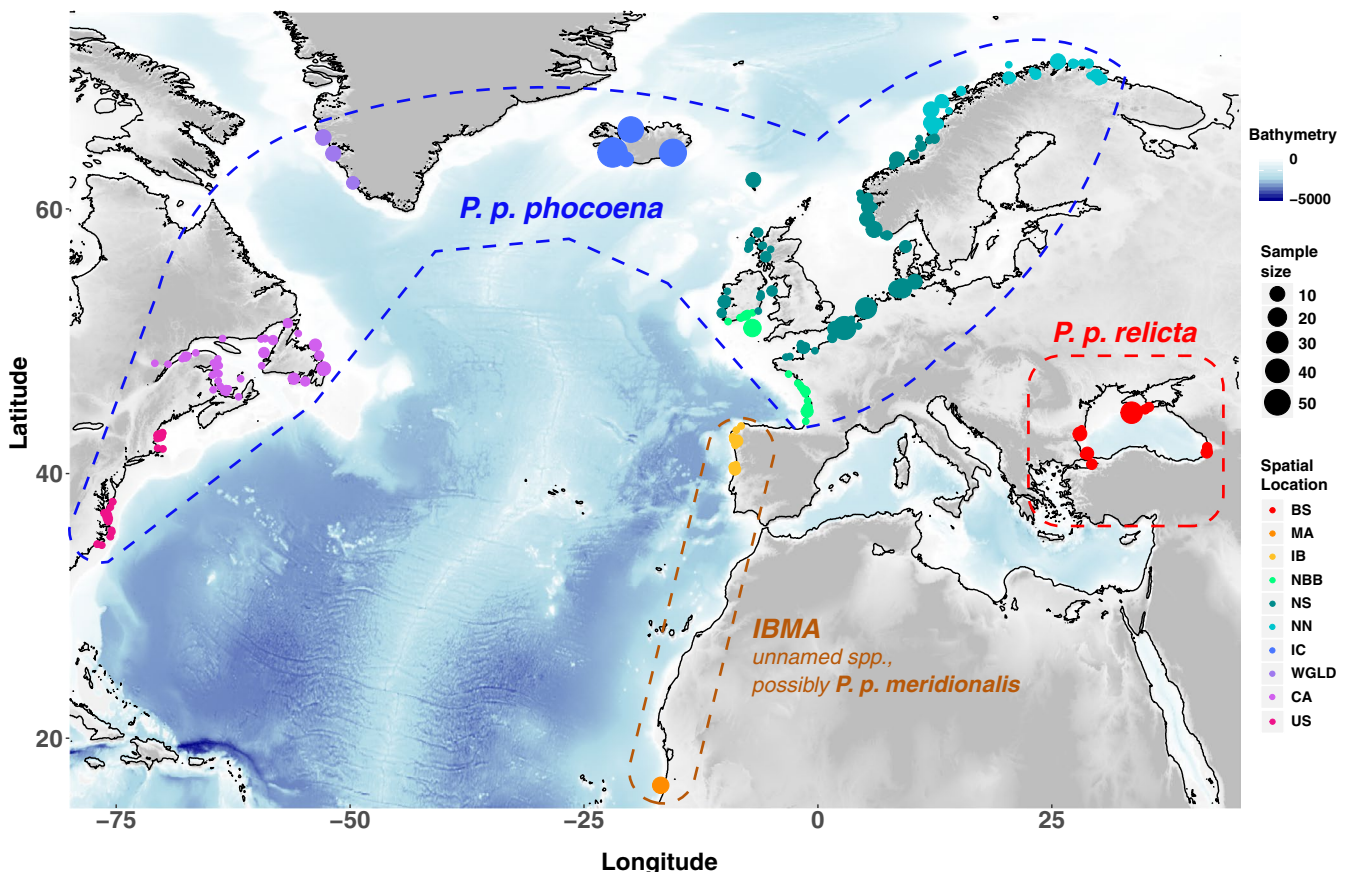 P. p. phocoena
P. p. relicta
IBMA
unnamed spp.,
possibly P. p. meridionalis
60
40
20
Latitude
−75
−50
−25
0
25
Longitude
Bathymetry
0
−5000
Sample
size
10
20
30
40
50
Spatial
Location
BS
MA
IB
NBB
NS
NN
IC
WGLD
CA
US